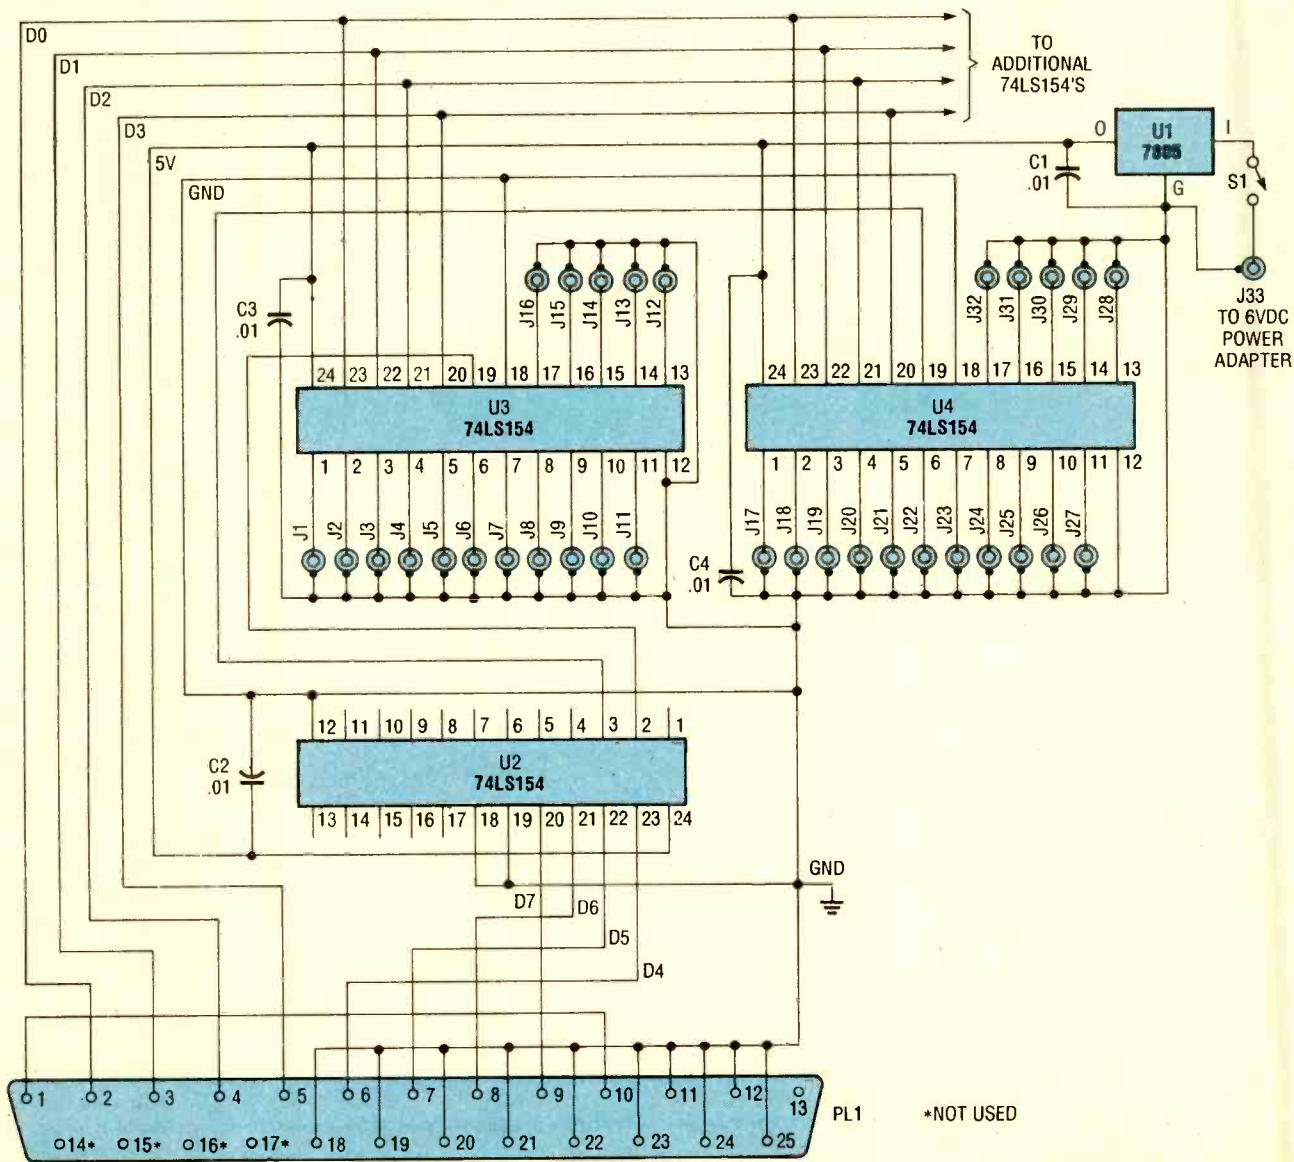 D0
D1
D2
D3
5V
GND
TO
ADDITIONAL
74LS154'S
O
U1
7805
I
G
C1
.01
S1
J33
TO 6VDC
POWER
ADAPTER
C3
.01
J16
J15
J14
J13
J12
J32
J31
J30
J29
J28
24 23 22 21 20 19 18 17 16 15 14 13
U3
74LS154
1 2 3 4 5 6 7 8 9 10 11 12
24 23 22 21 20 19 18 17 16 15 14 13
U4
74LS154
1 2 3 4 5 6 7 8 9 10 11 12
J1
J2
J3
J4
J5
J6
J7
J8
J9
J10
J11
C4
.01
J17
J18
J19
J20
J21
J22
J23
J24
J25
J26
J27
12 11 10 9 8 7 6 5 4 3 2 1
U2
74LS154
13 14 15 16 17 18 19 20 21 22 23 24
C2
.01
GND
D7
D6
D5
D4
1 2 3 4 5 6 7 8 9 10 11 12 13
14* 15* 16* 17* 18 19 20 21 22 23 24 25
PL1
*NOT USED